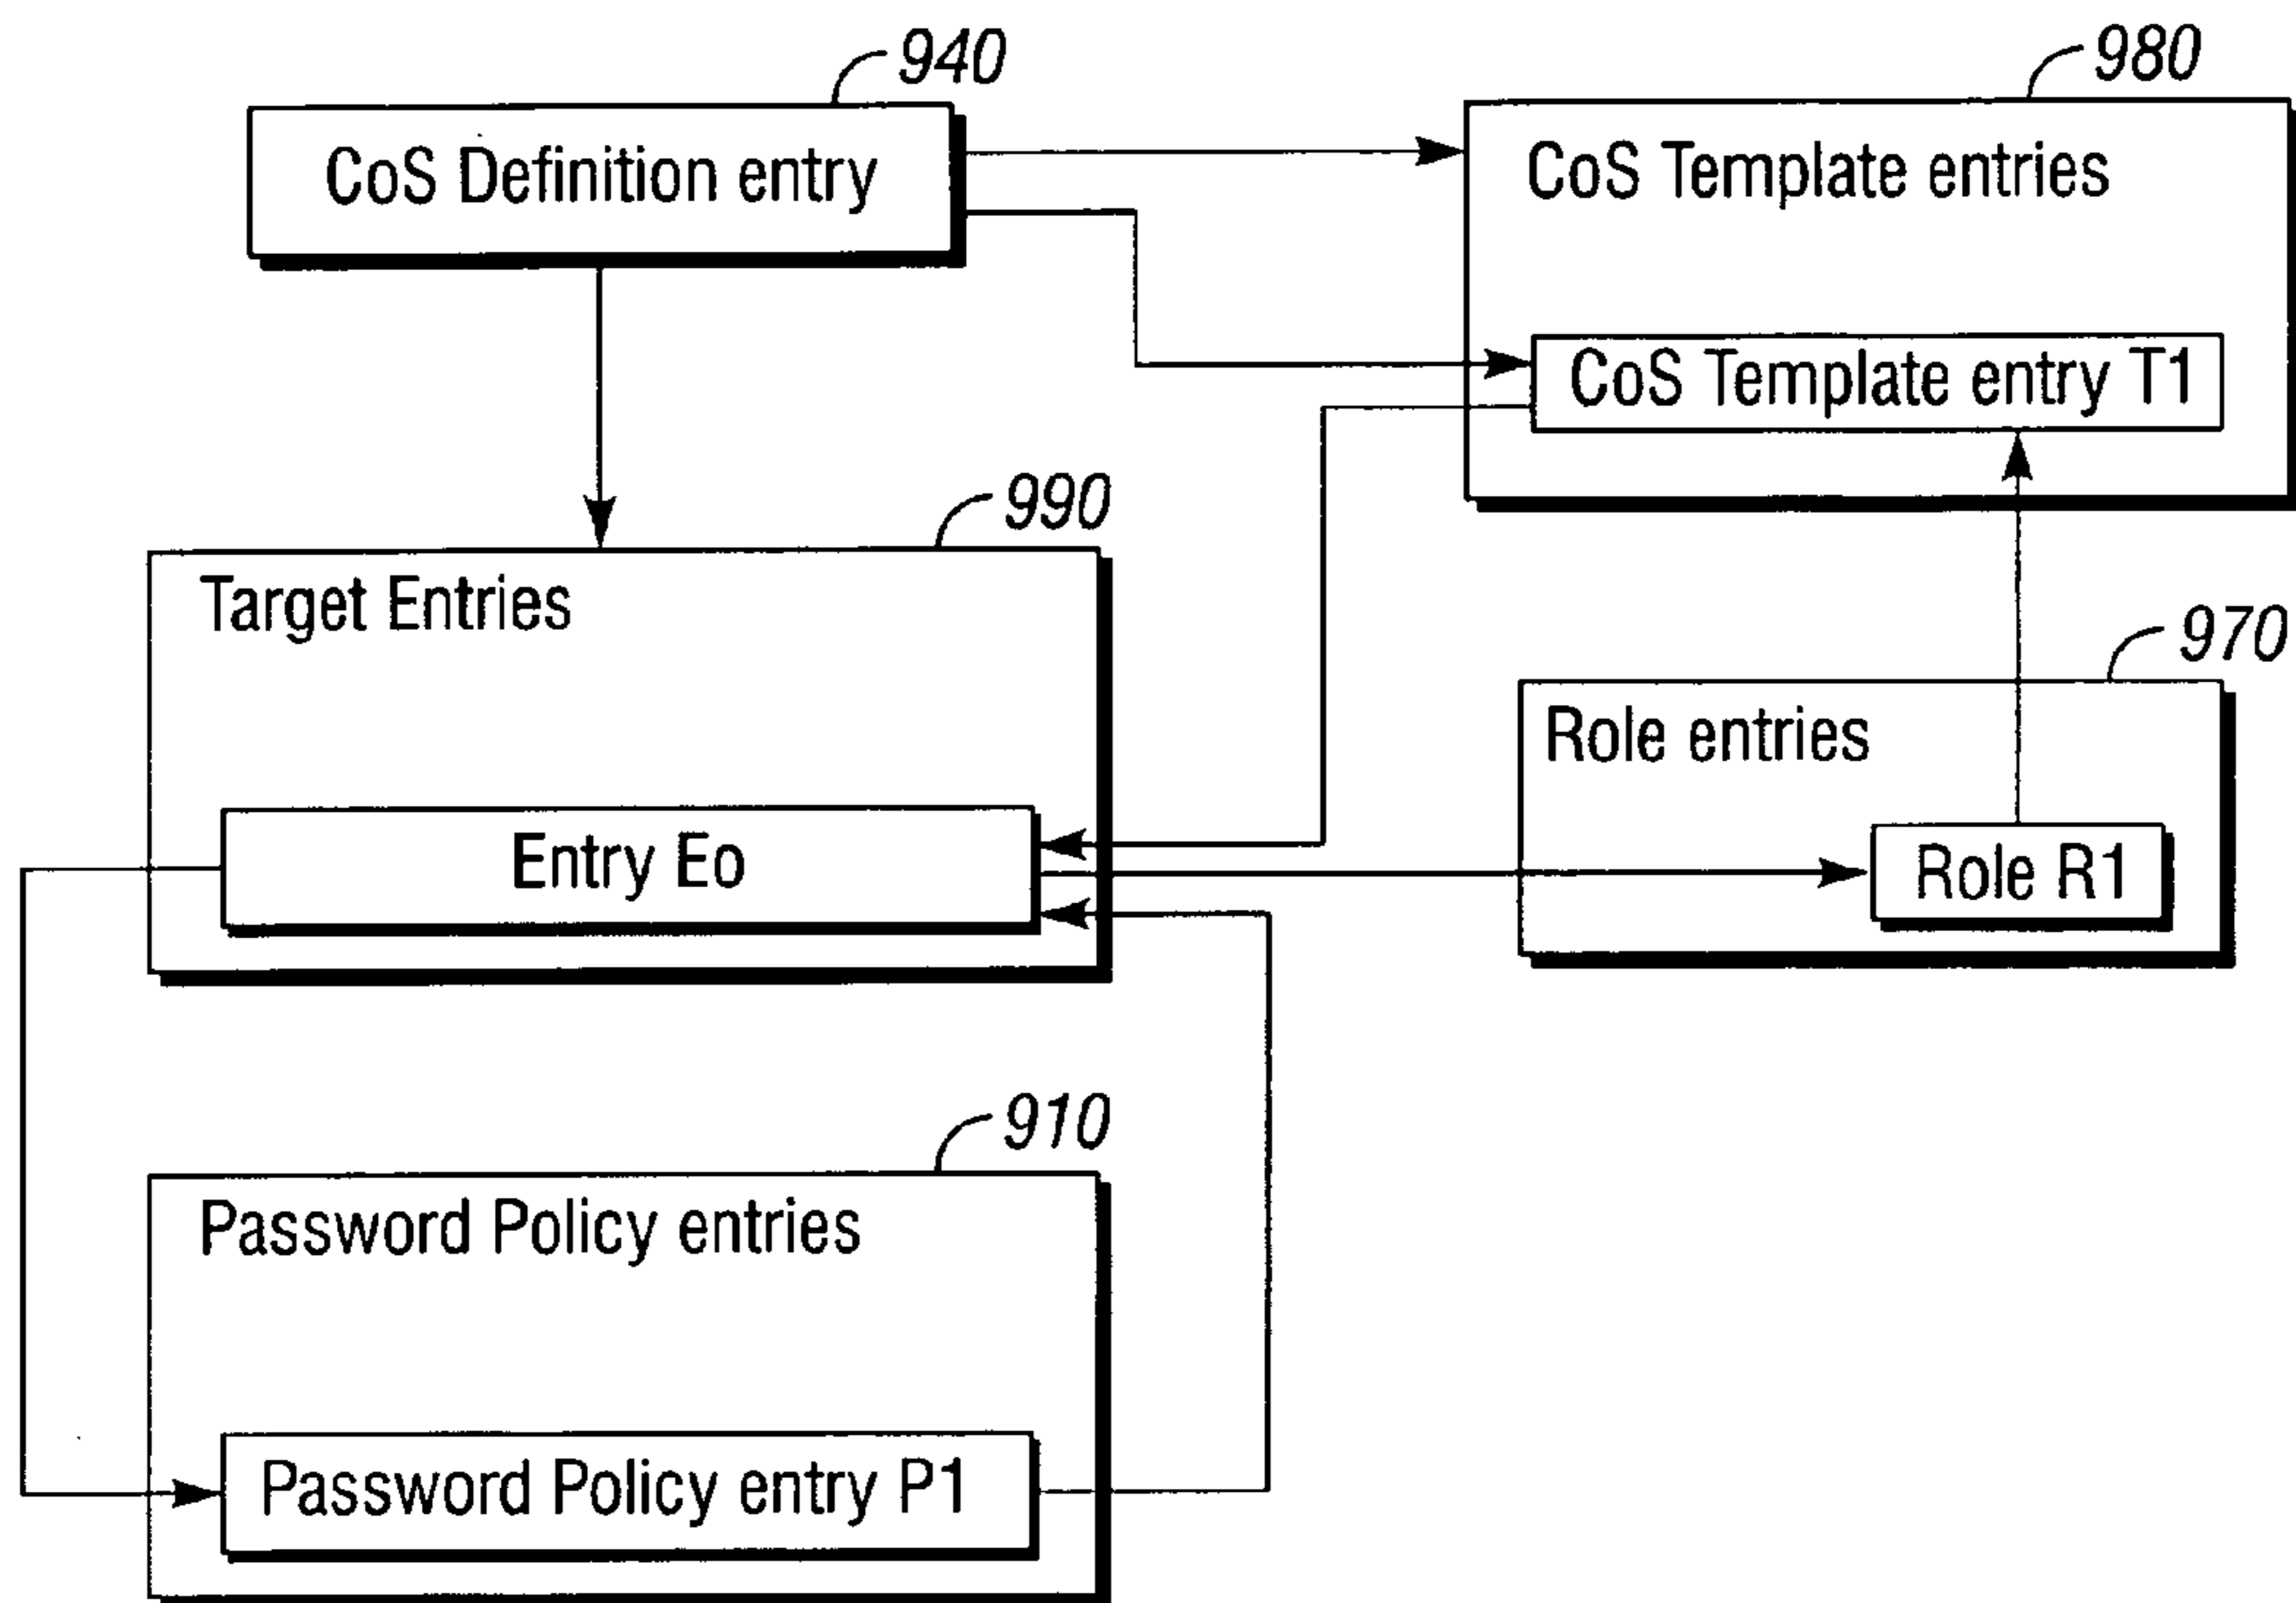 940
CoS Definition entry
980
CoS Template entries
CoS Template entry T1
990
Target Entries
Entry Eo
970
Role entries
Role R1
910
Password Policy entries
Password Policy entry P1